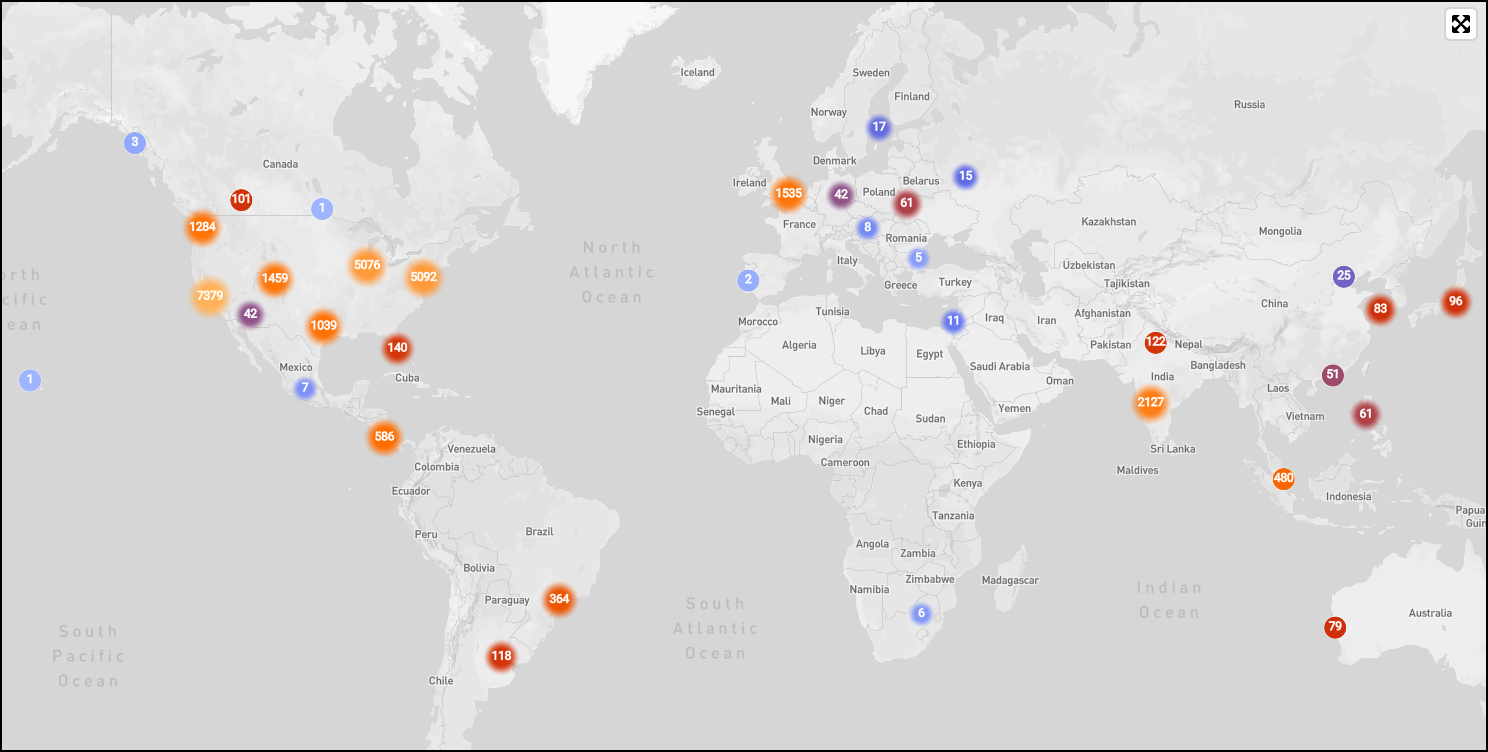 Iceland
Sweden
Finland
Norway
Russia
17
3
Canada
Denmark
15
Ireland
1535
42
Poland
Belarus
61
101
1
1284
France
8
Kazakhstan
Mongolia
Romania
North
Atlantic
Ocean
5076
5092
1459
7379
42
1039
140
Italy
5
Uzbekistan
2
Greece
Turkey
Tajikistan
25
China
96
83
Morocco
Tunisia
11
Iraq
Iran
Afghanistan
122
Pakistan
Nepal
Algeria
Libya
Egypt
Saudi Arabia
Bangladesh
Mexico
Cuba
1
7
Oman
India
51
Laos
Mauritania
Mali
Niger
Chad
Sudan
Yemen
2127
Vietnam
61
Senegal
586
Nigeria
Ethiopia
Venezuela
Sri Lanka
Colombia
Cameroon
Maldives
Ecuador
Kenya
480
Indonesia
Papua
Guin
Tanzania
Peru
Brazil
Angola
Zambia
Bolivia
Namibia
Zimbabwe
Madagascar
Indian
Ocean
Paraguay
364
South
Atlantic
Ocean
6
Australia
79
South
Pacific
Ocean
118
Chile
orth
cific
ean